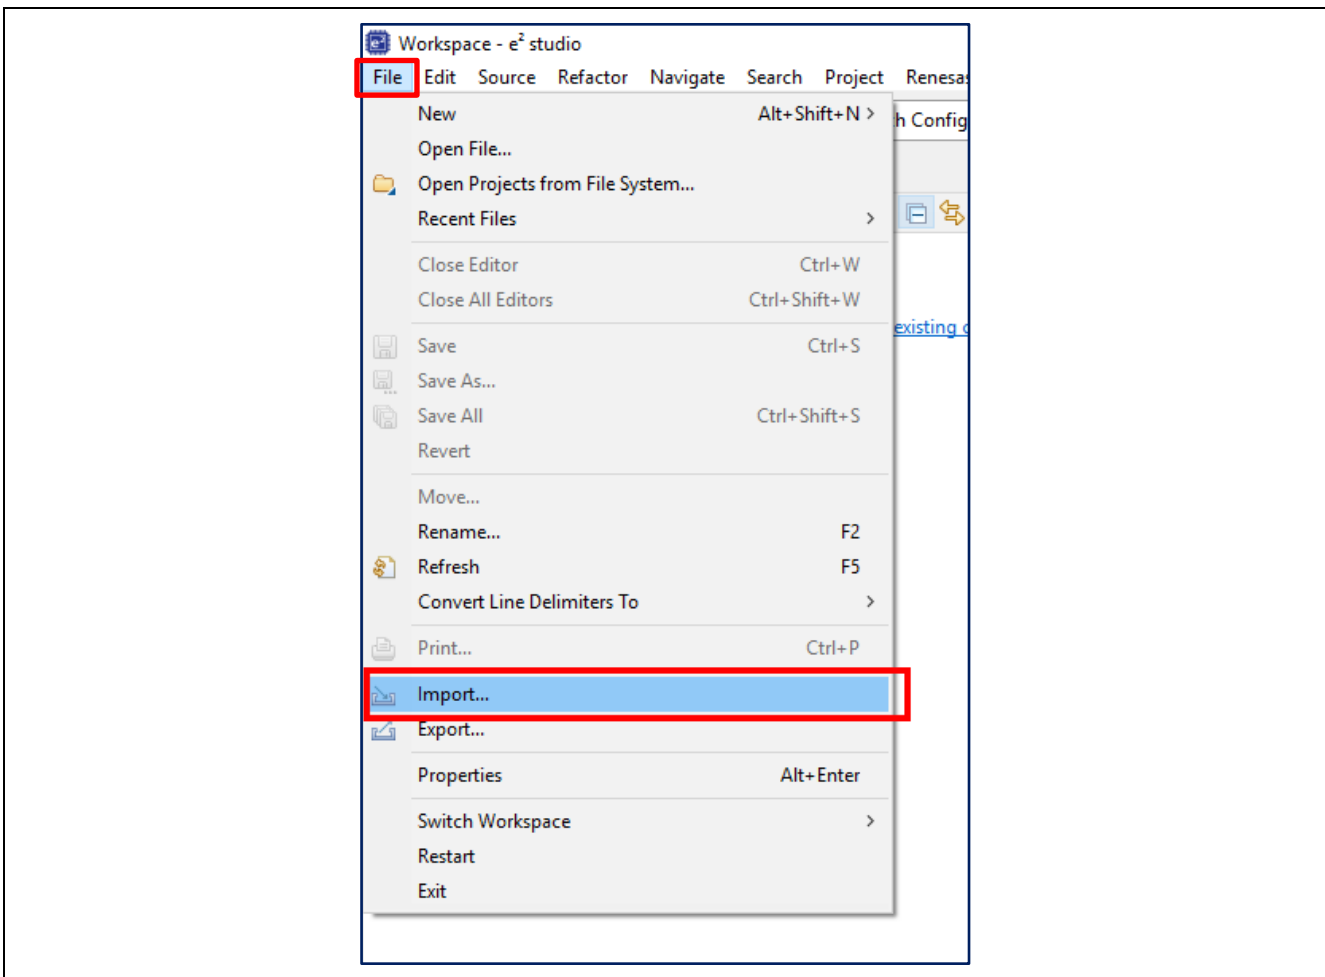 Workspace - e² studio
File Edit Source Refactor Navigate Search Project Renesas
New Alt+Shift+N >
h Config
Open File...
Open Projects from File System...
Recent Files >
Close Editor Ctrl+W
Close All Editors Ctrl+Shift+W
existing
Save Ctrl+S
Save As...
Save All Ctrl+Shift+S
Revert
Move...
Rename... F2
Refresh F5
Convert Line Delimiters To >
Print... Ctrl+P
Import...
Export...
Properties Alt+Enter
Switch Workspace >
Restart
Exit